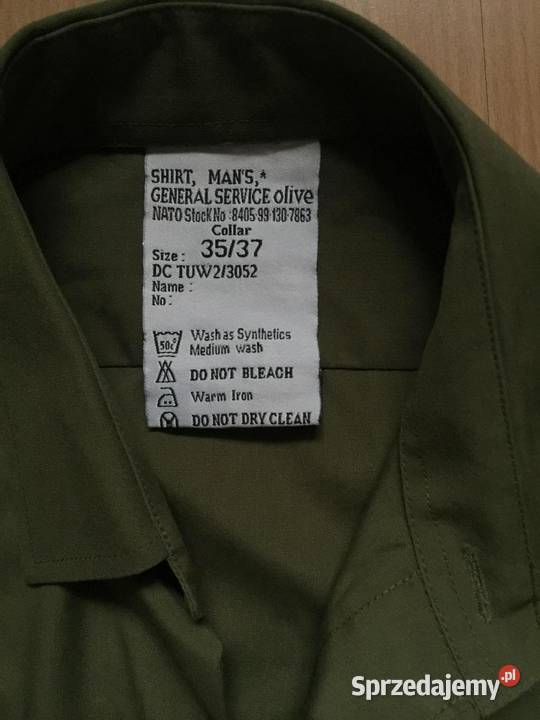 SHIRT, MAN'S,*
GENERAL SERVICE olive
NATO Stock No :8405-99-130-7863
Collar
Size: 35/37
DC TUW2/3052
Name :
No:
50c°
Wash as Synthetics
Medium wash
DO NOT BLEACH
Warm Iron
DO NOT DRY CLEAN
Sprzedajemy.pl